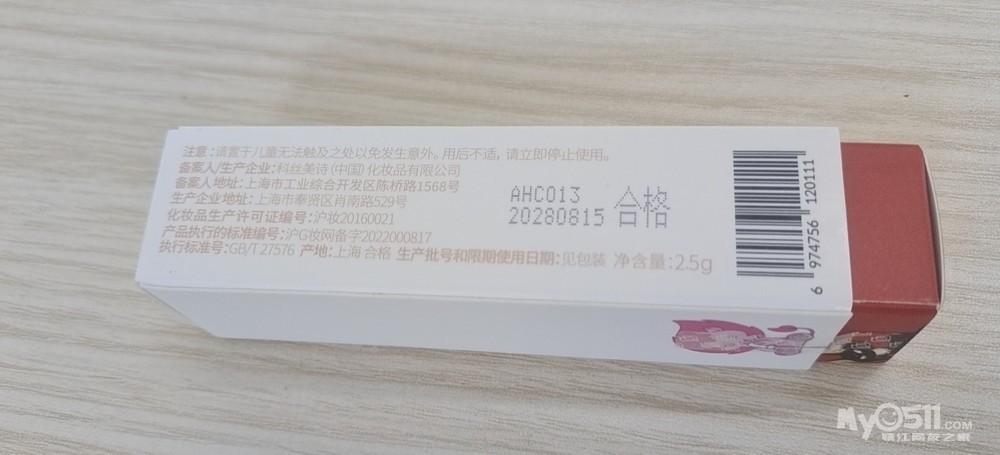 注意:请置于儿童无法触及之处以免发生意外。用后不适,请立即停止使用。
备案人/生产企业:科丝美诗(中国)化妆品有限公司
备案人地址:上海市工业综合开发区陈桥路1568号
生产企业地址:上海市奉贤区肖南路529号
化妆品生产许可证编号:沪妆20160021
产品执行的标准编号:沪G妆网备字2022000817
执行标准号:GB/T 27576 产地:上海 合格 生产批号和限期使用日期:见包装 净含量:2.5g
AHC013
20280815 合格
6 974756 120111
MyO511.COM
镇江网友之家